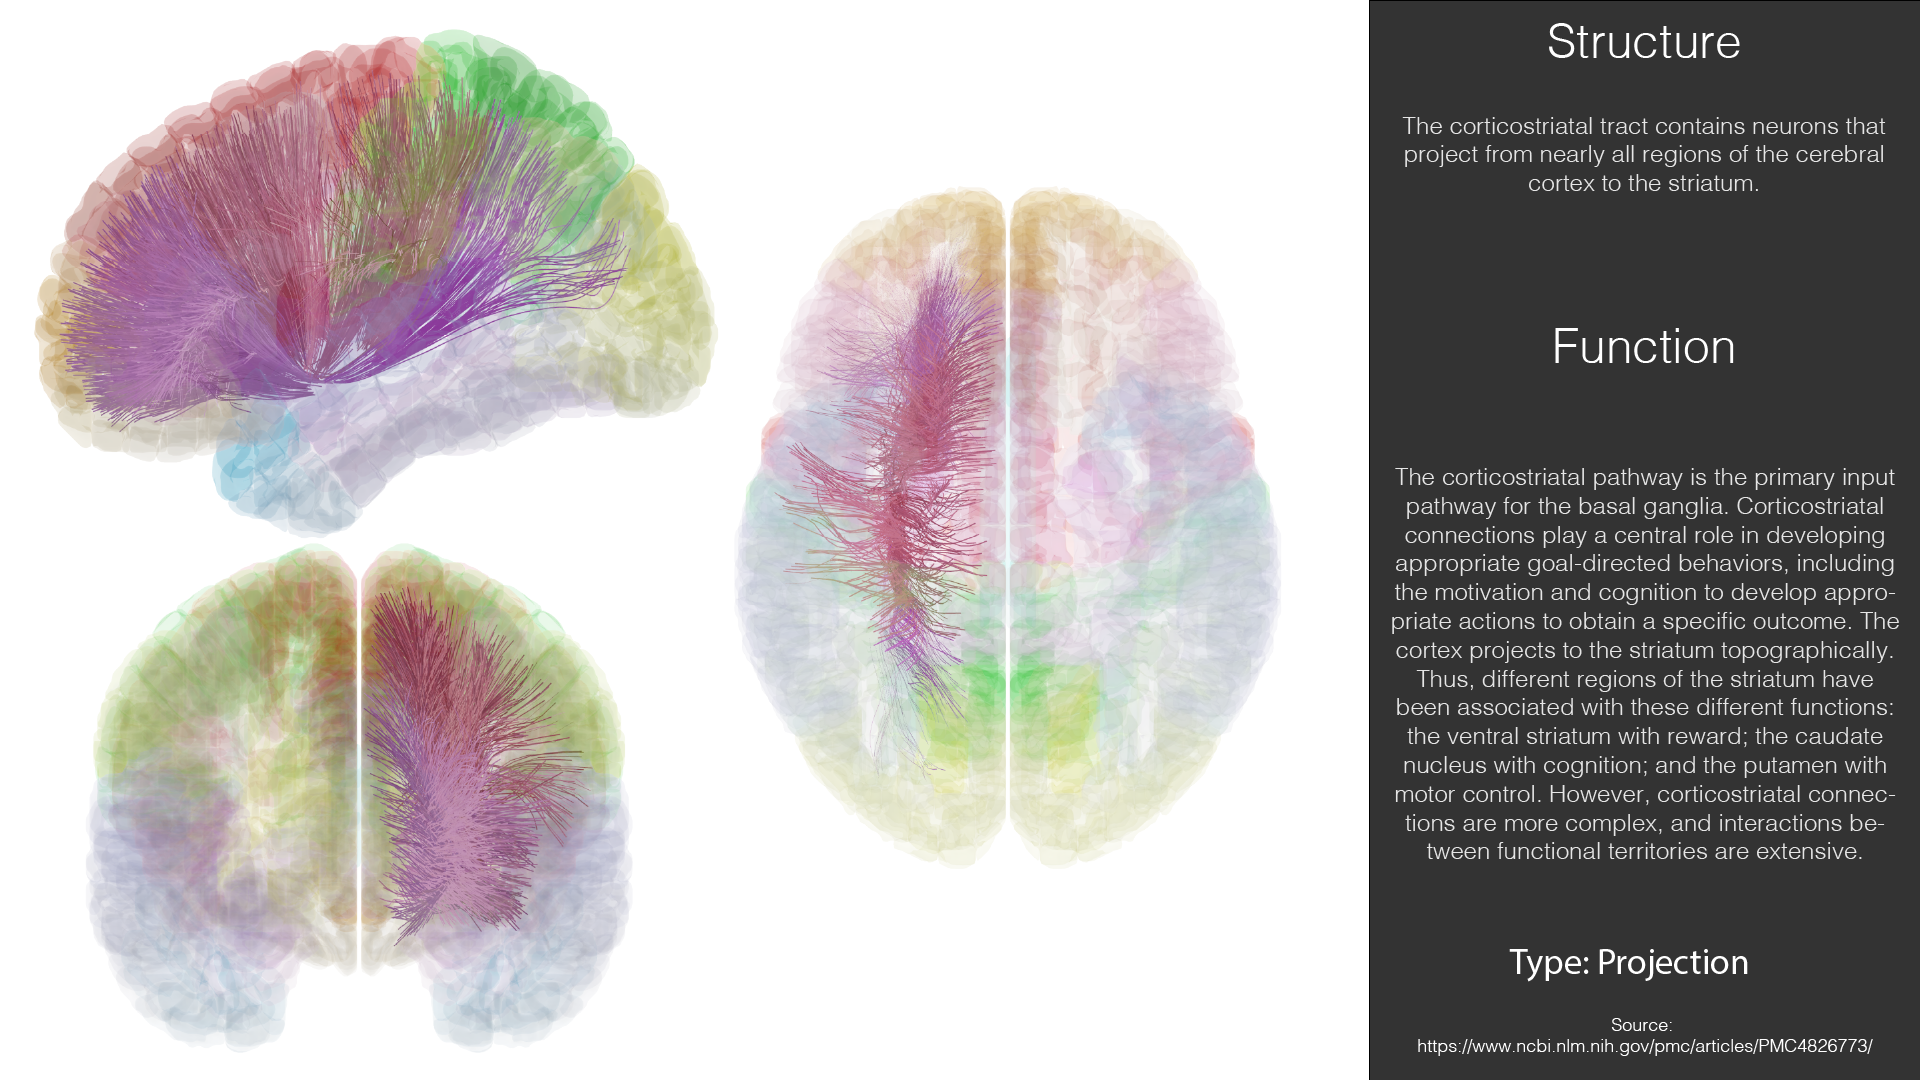 Structure
The corticostriatal tract contains neurons that
project from nearly all regions of the cerebral
cortex to the striatum.
Function
The corticostriatal pathway is the primary input
pathway for the basal ganglia. Corticostriatal
connections play a central role in developing
appropriate goal-directed behaviors, including
the motivation and cognition to develop appro-
priate actions to obtain a specific outcome. The
cortex projects to the striatum topographically.
Thus, different regions of the striatum have
been associated with these different functions:
the ventral striatum with reward; the caudate
nucleus with cognition; and the putamen with
motor control. However, corticostriatal connec-
tions are more complex, and interactions be-
tween functional territories are extensive.
Type: Projection
Source:
https://www.ncbi.nlm.nih.gov/pmc/articles/PMC4826773/